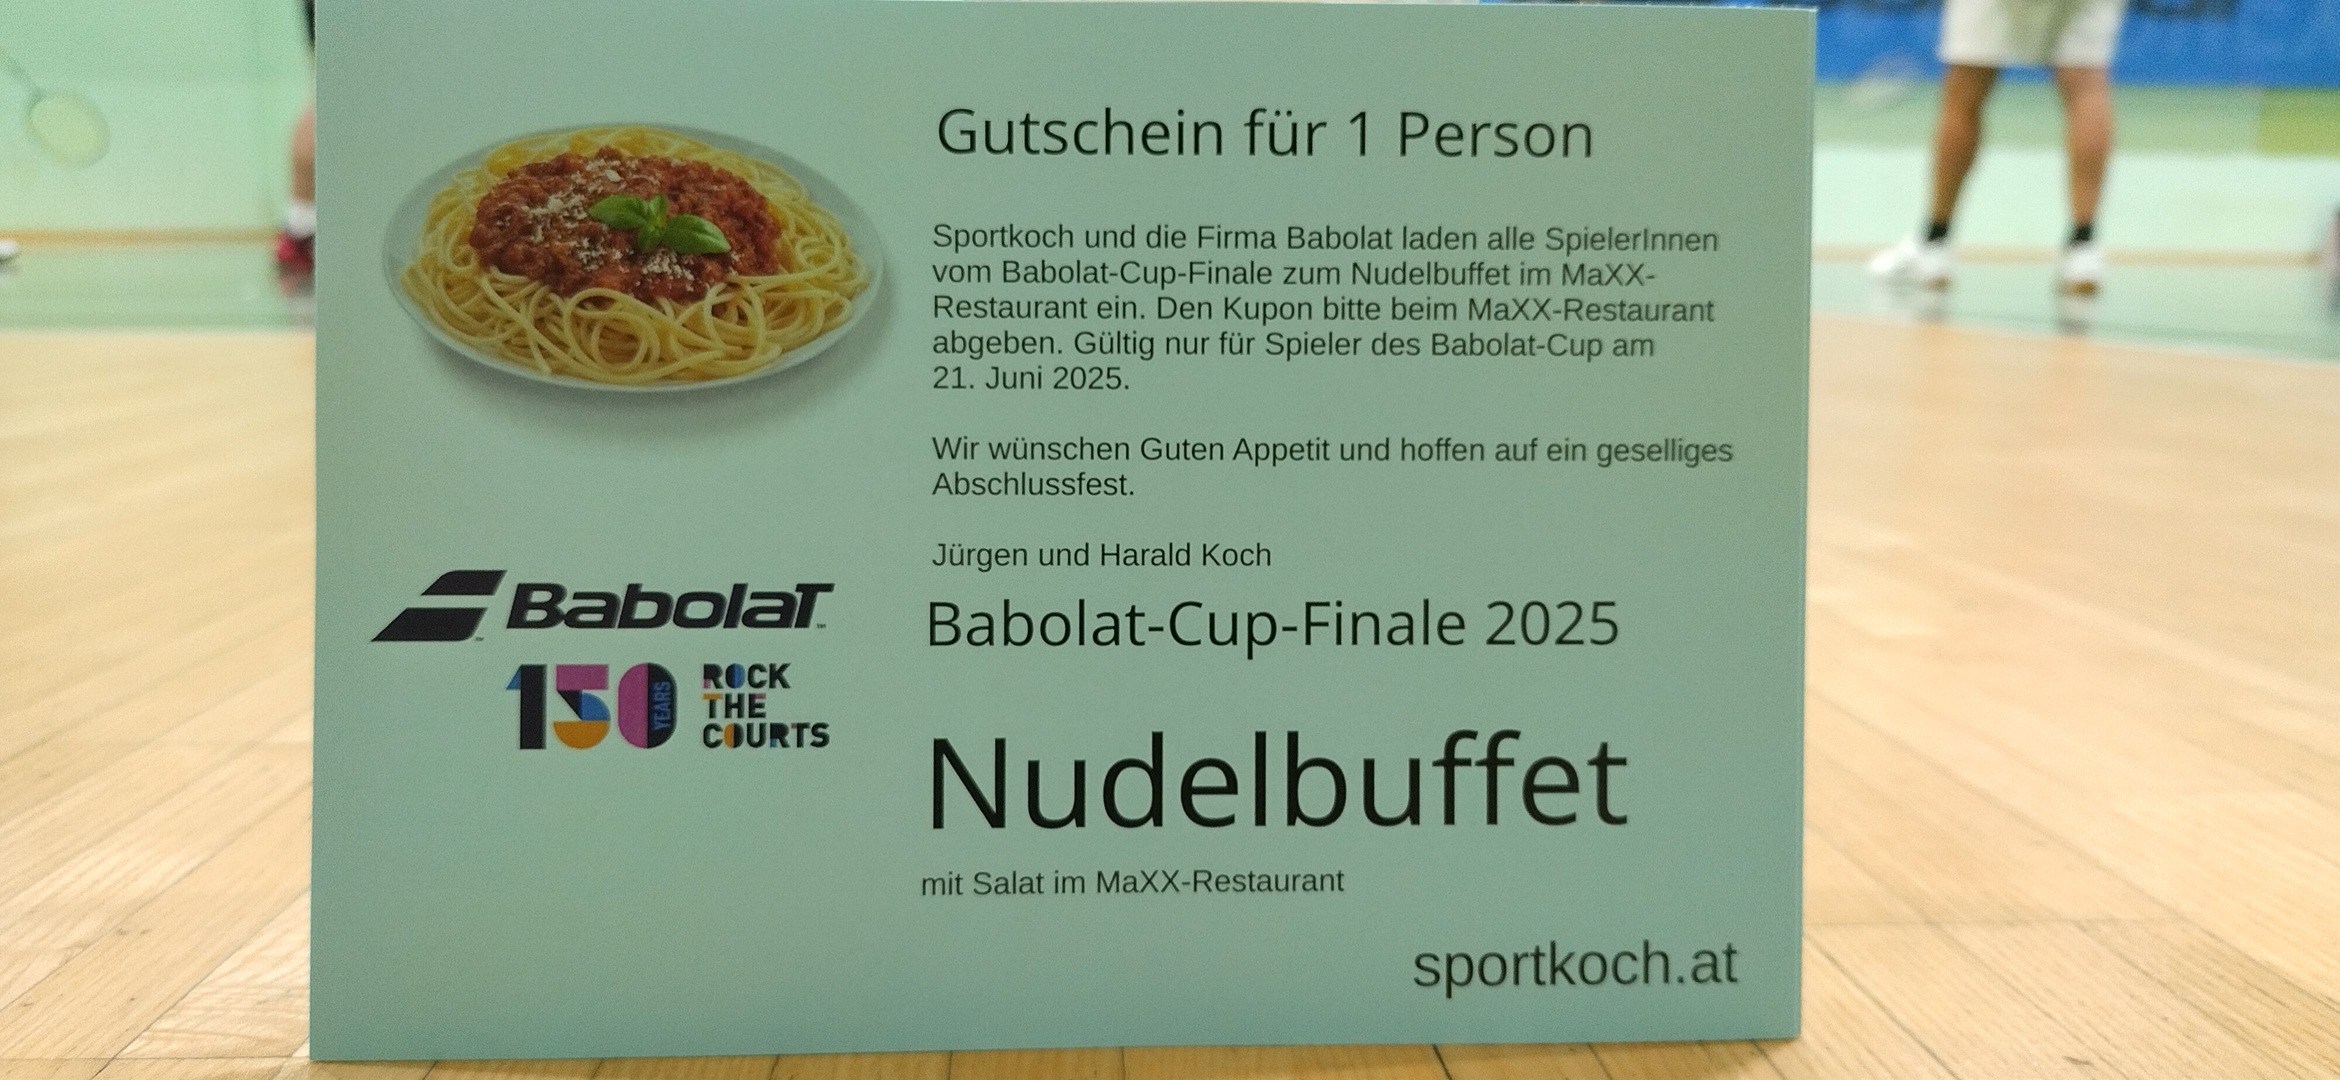 Gutschein für 1 Person
Sportkoch und die Firma Babolat laden alle SpielerInnen
vom Babolat-Cup-Finale zum Nudelbuffet im MaXX-
Restaurant ein. Den Kupon bitte beim MaXX-Restaurant
abgeben. Gültig nur für Spieler des Babolat-Cup am
21. Juni 2025.
Wir wünschen Guten Appetit und hoffen auf ein geselliges
Abschlussfest.
Jürgen und Harald Koch
BabolaT
150 YEARS
ROCK
THE
COURTS
Babolat-Cup-Finale 2025
Nudelbuffet
mit Salat im MaXX-Restaurant
sportkoch.at